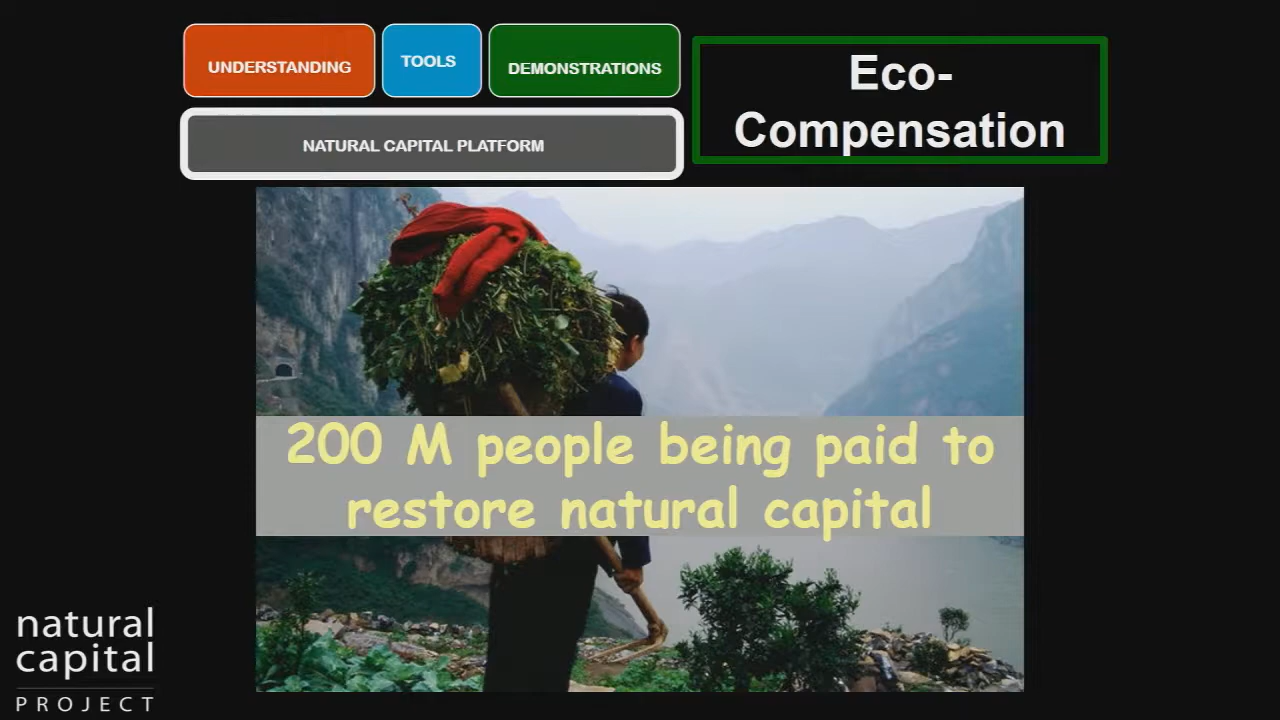 UNDERSTANDING
TOOLS
DEMONSTRATIONS
NATURAL CAPITAL PLATFORM
Eco-
Compensation
200 M people being paid to
restore natural capital
natural
capital
PROJECT